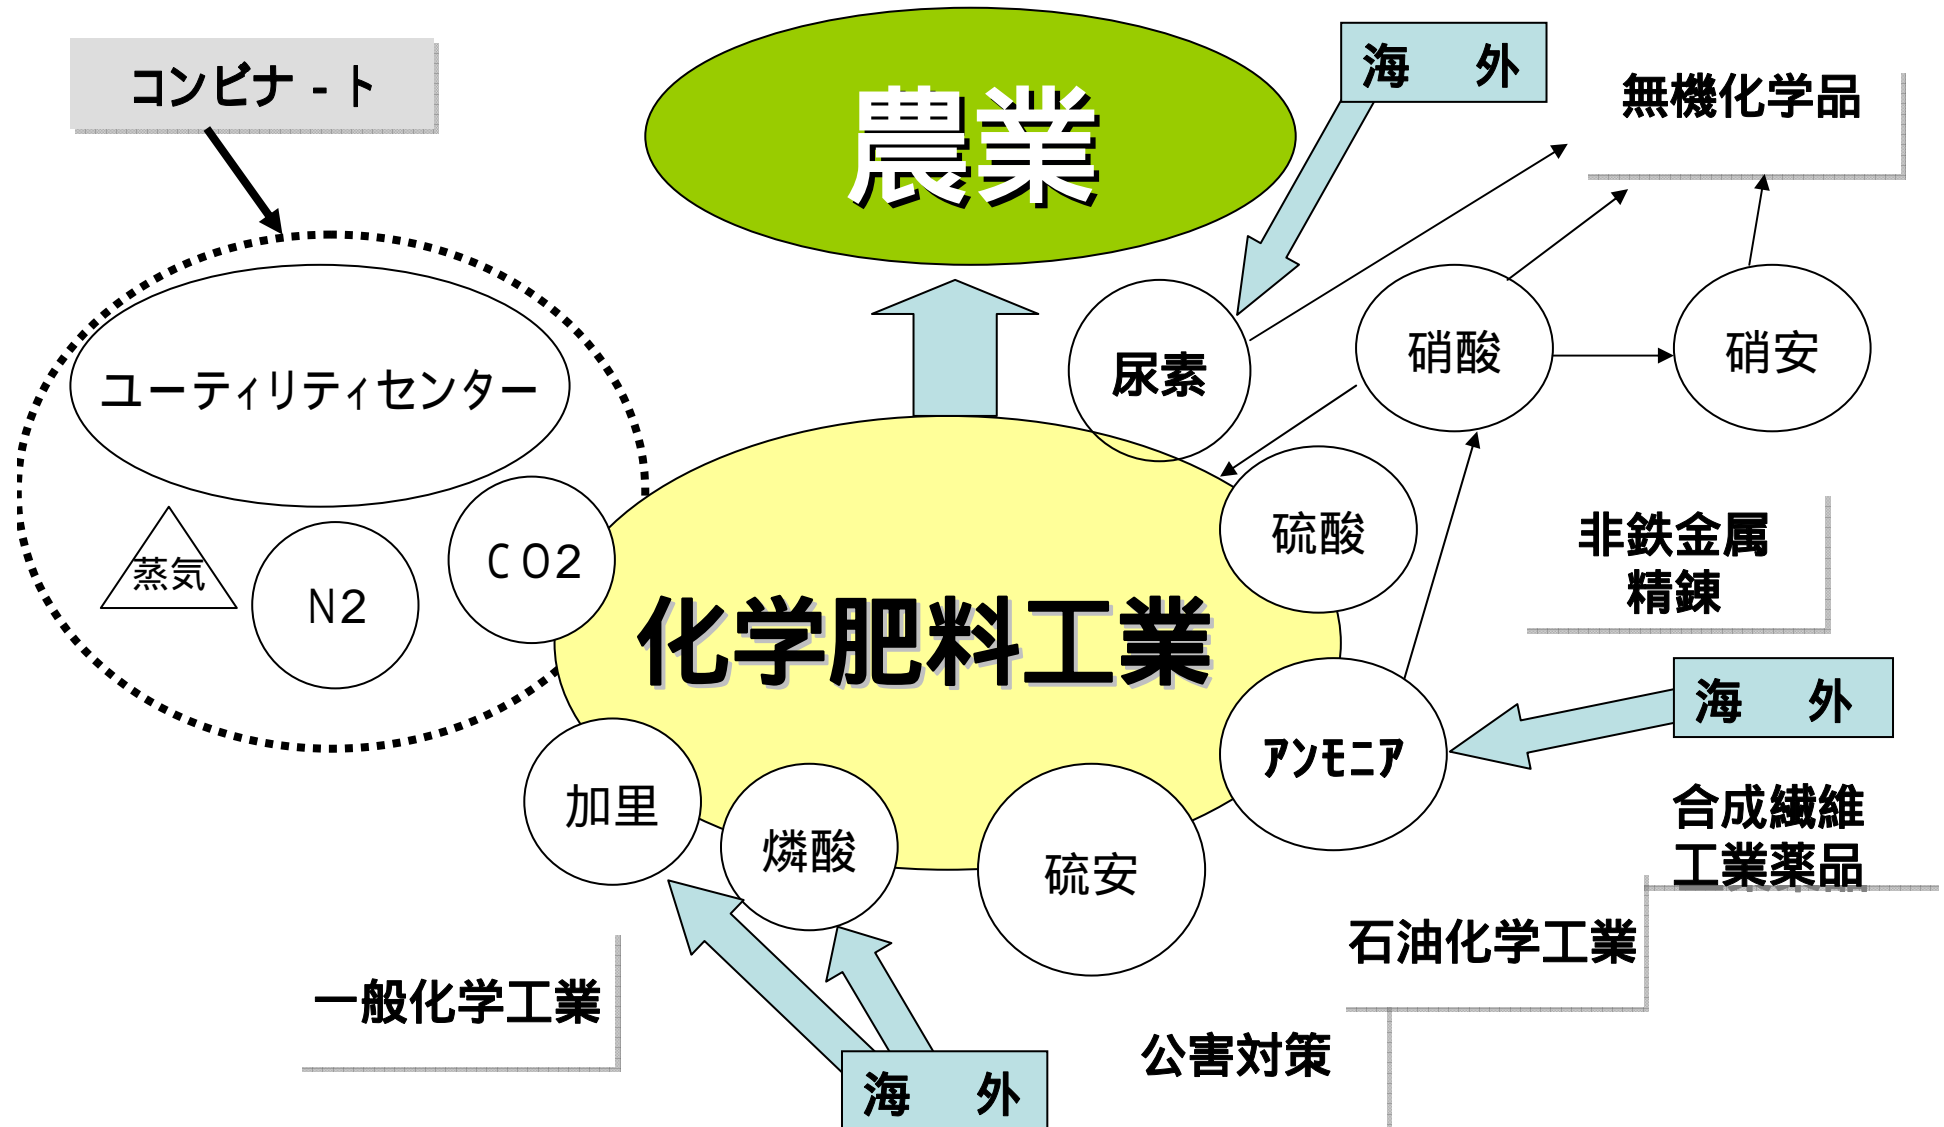 コンビナ-ト
農業
海 外
無機化学品
ユーティリティセンター
尿素
硝酸
硝安
蒸気
N2
CO2
硫酸
非鉄金属
精錬
化学肥料工業
海 外
アンモニア
加里
燐酸
硫安
合成繊維
工業薬品
石油化学工業
一般化学工業
公害対策
海 外